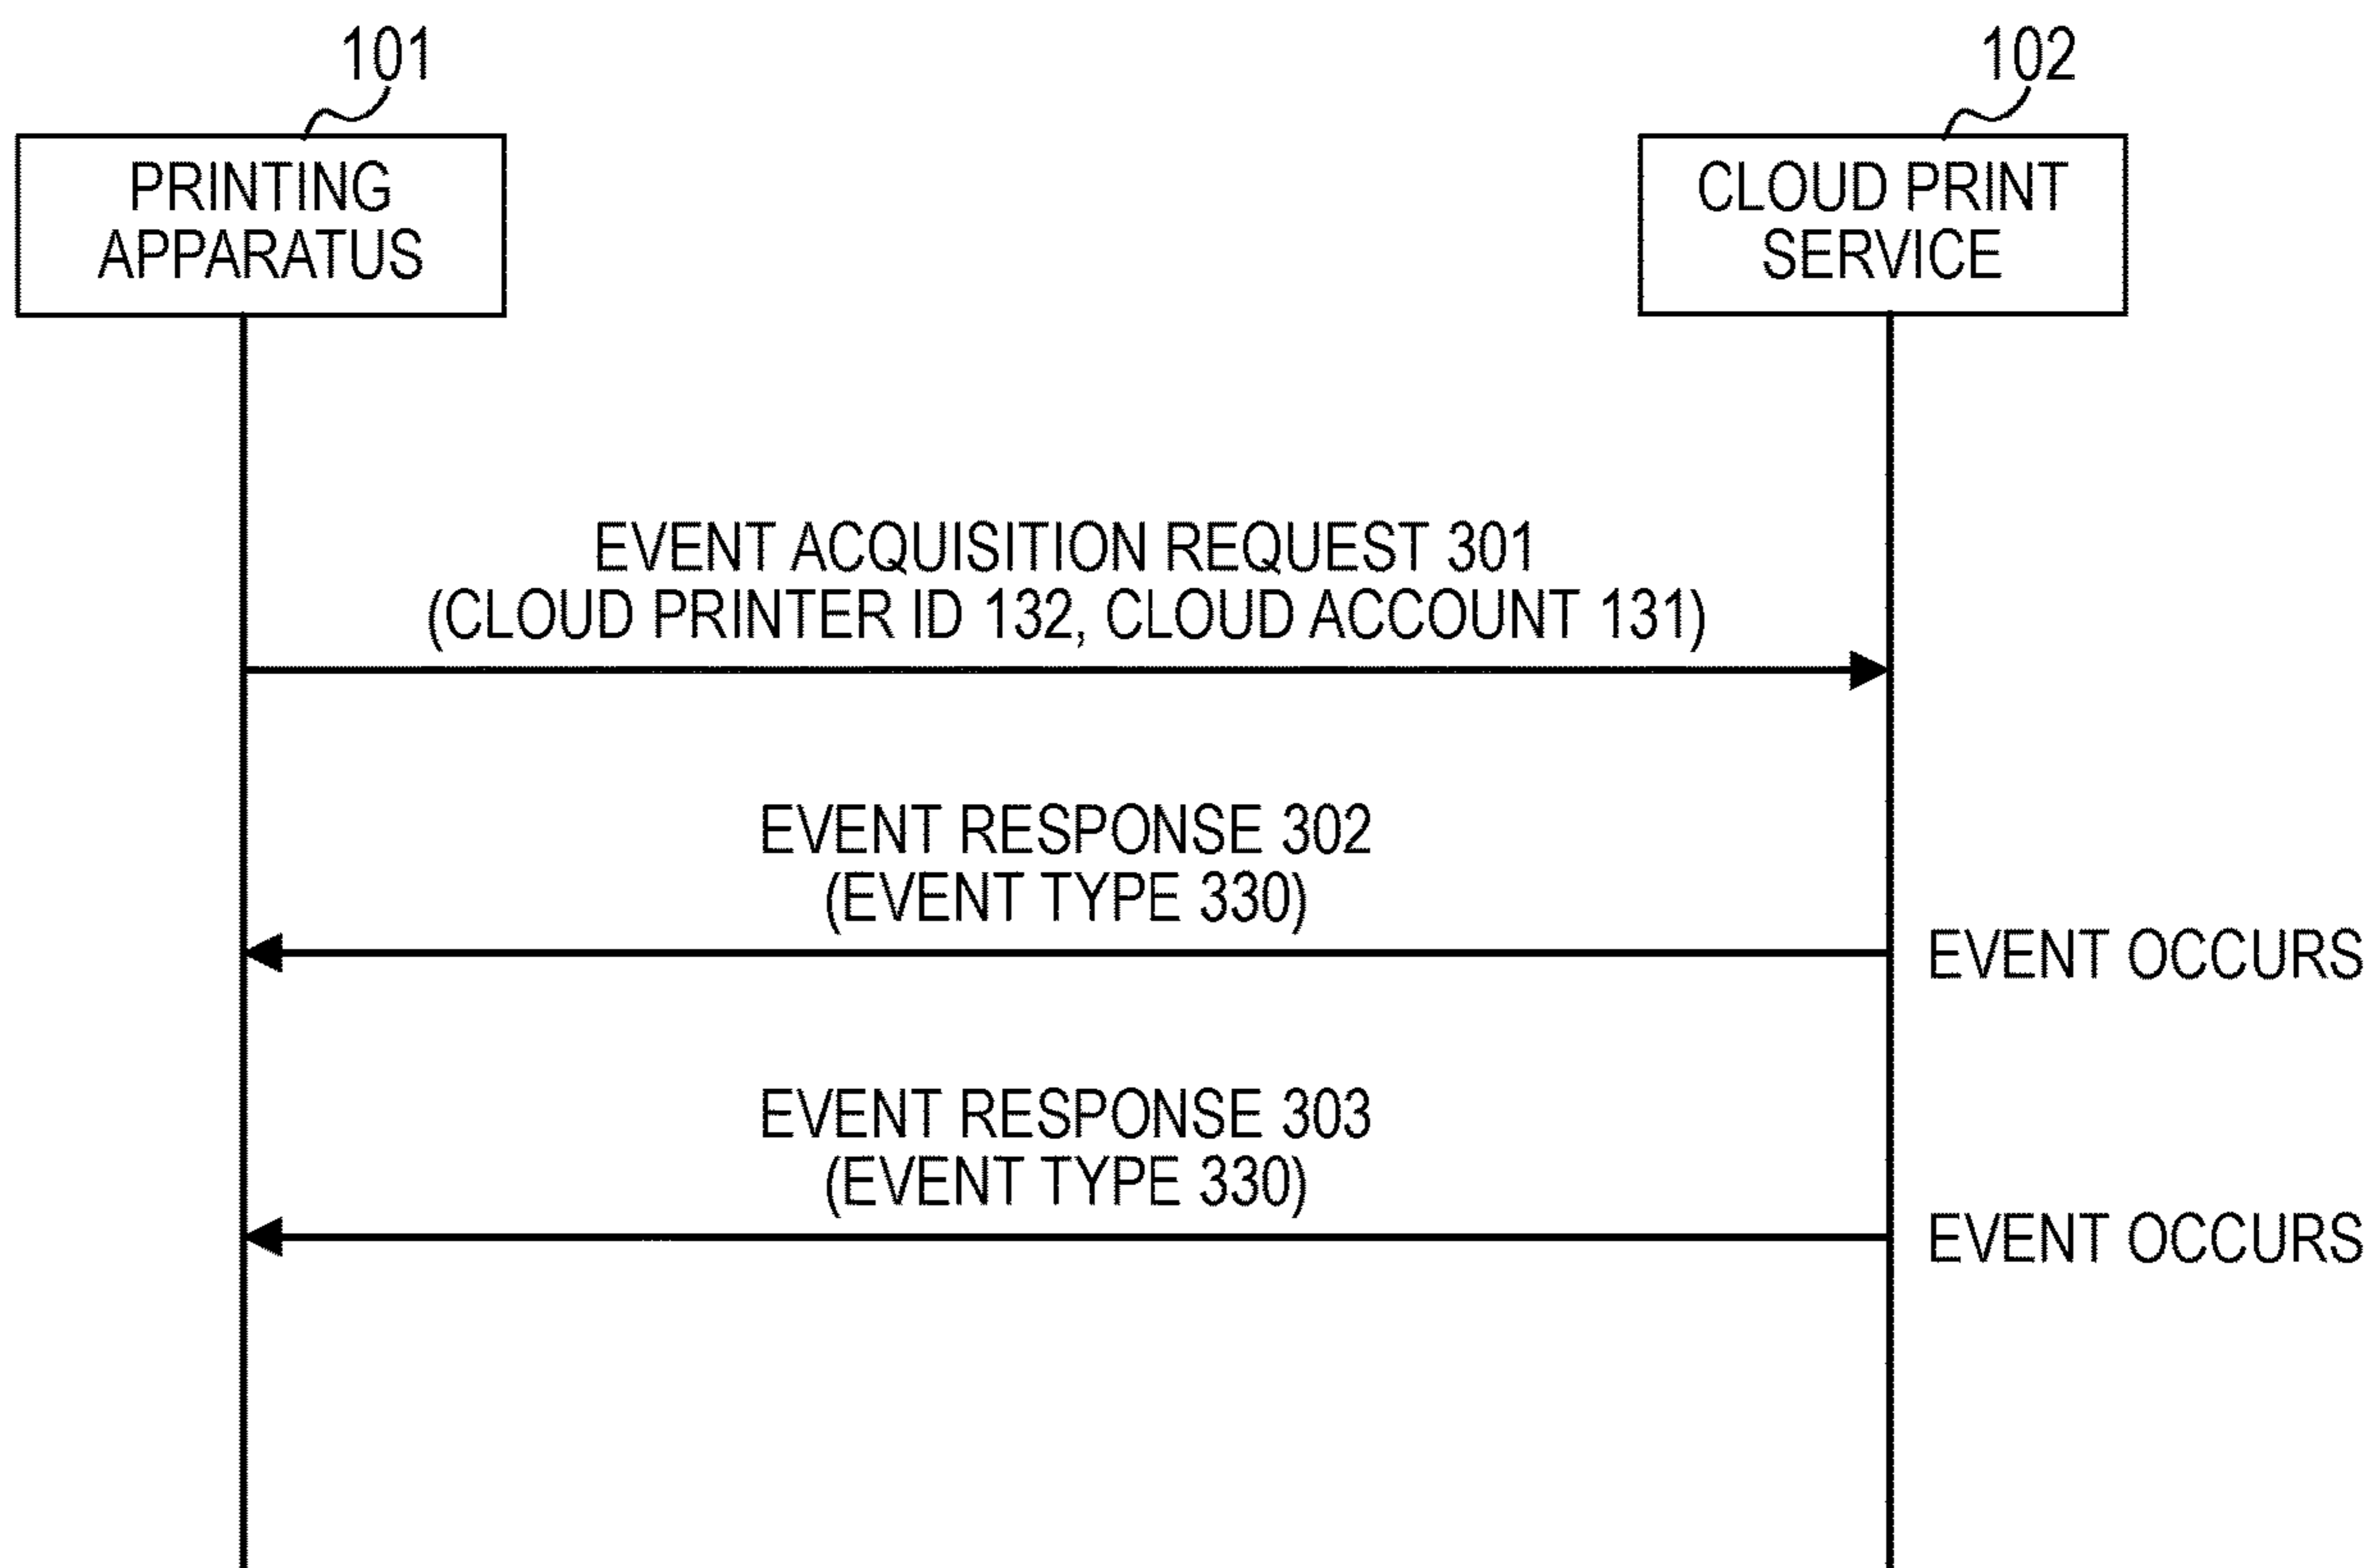 101
102
PRINTING
APPARATUS
CLOUD PRINT
SERVICE
EVENT ACQUISITION REQUEST 301
(CLOUD PRINTER ID 132, CLOUD ACCOUNT 131)
EVENT RESPONSE 302
(EVENT TYPE 330)
EVENT OCCURS
EVENT RESPONSE 303
(EVENT TYPE 330)
EVENT OCCURS